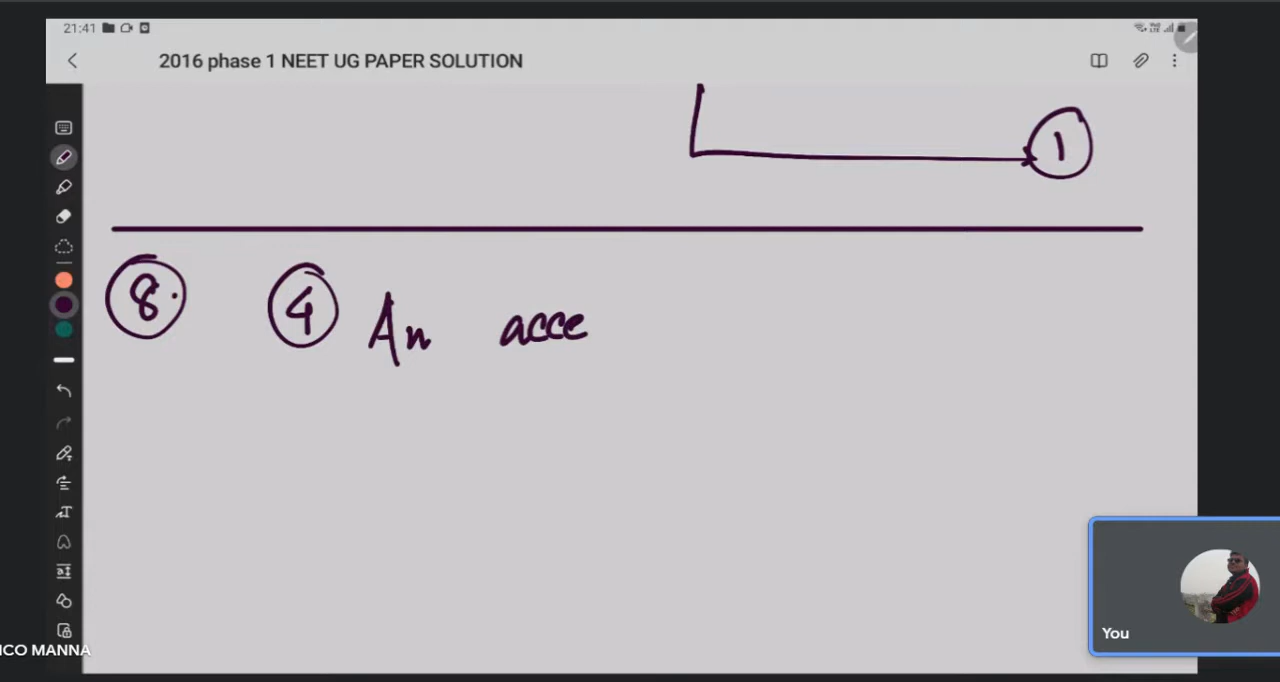 21:41
2016 phase 1 NEET UG PAPER SOLUTION
1
8. 4 An acce
You
ICO MANNA